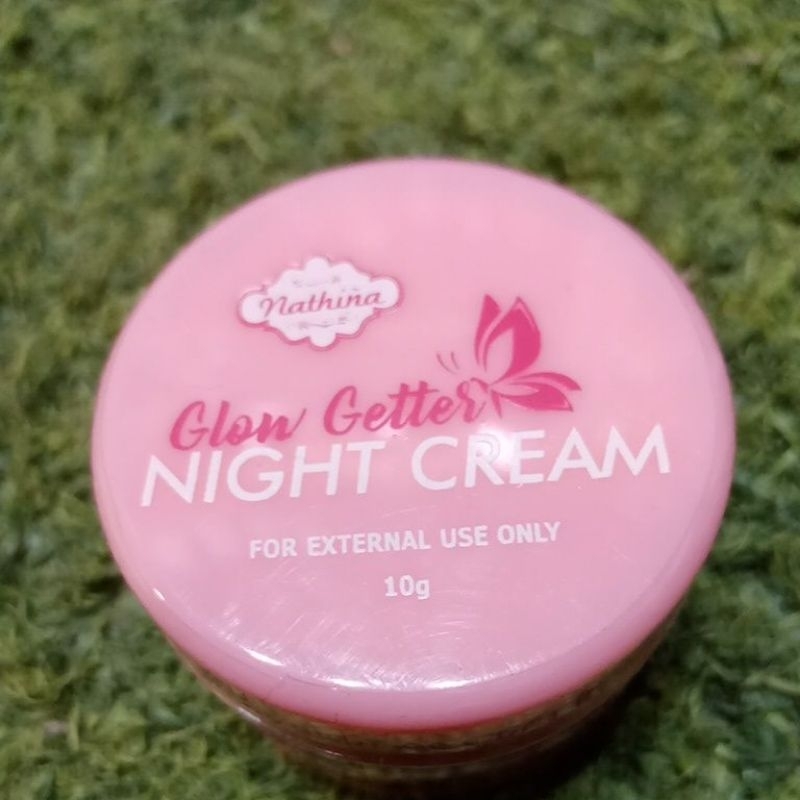 Nathina
Glow Getter
NIGHT CREAM
FOR EXTERNAL USE ONLY
10g